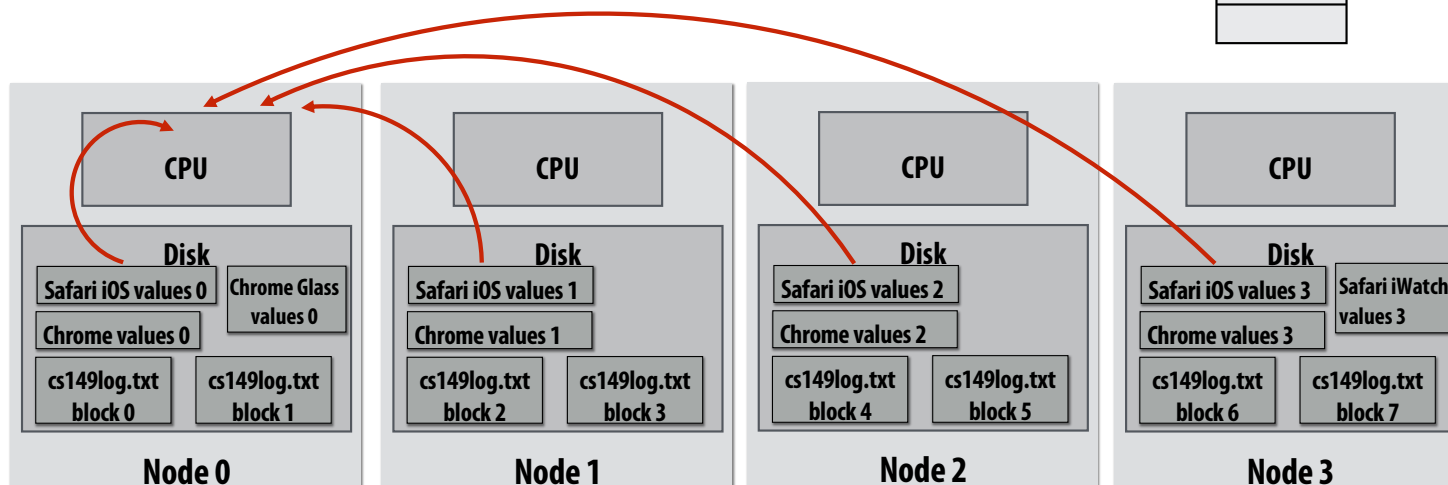 CPU
Disk
Safari iOS values 0
Chrome Glass
values 0
Chrome values 0
cs149log.txt
block 0
cs149log.txt
block 1
Node 0
CPU
Disk
Safari iOS values 1
Chrome values 1
cs149log.txt
block 2
cs149log.txt
block 3
Node 1
CPU
Disk
Safari iOS values 2
Chrome values 2
cs149log.txt
block 4
cs149log.txt
block 5
Node 2
CPU
Disk
Safari iOS values 3
Safari iWatch
values 3
Chrome values 3
cs149log.txt
block 6
cs149log.txt
block 7
Node 3